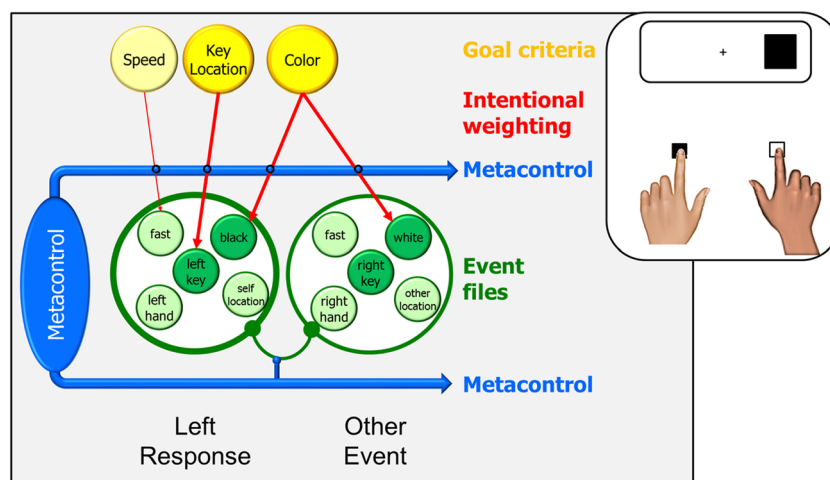 Speed
Key
Location
Color
Goal criteria
+
Intentional
weighting
Metacontrol
Metacontrol
fast
black
left
key
left
hand
self
location
fast
white
right
key
right
hand
other
location
Event
files
Metacontrol
Left
Response
Other
Event